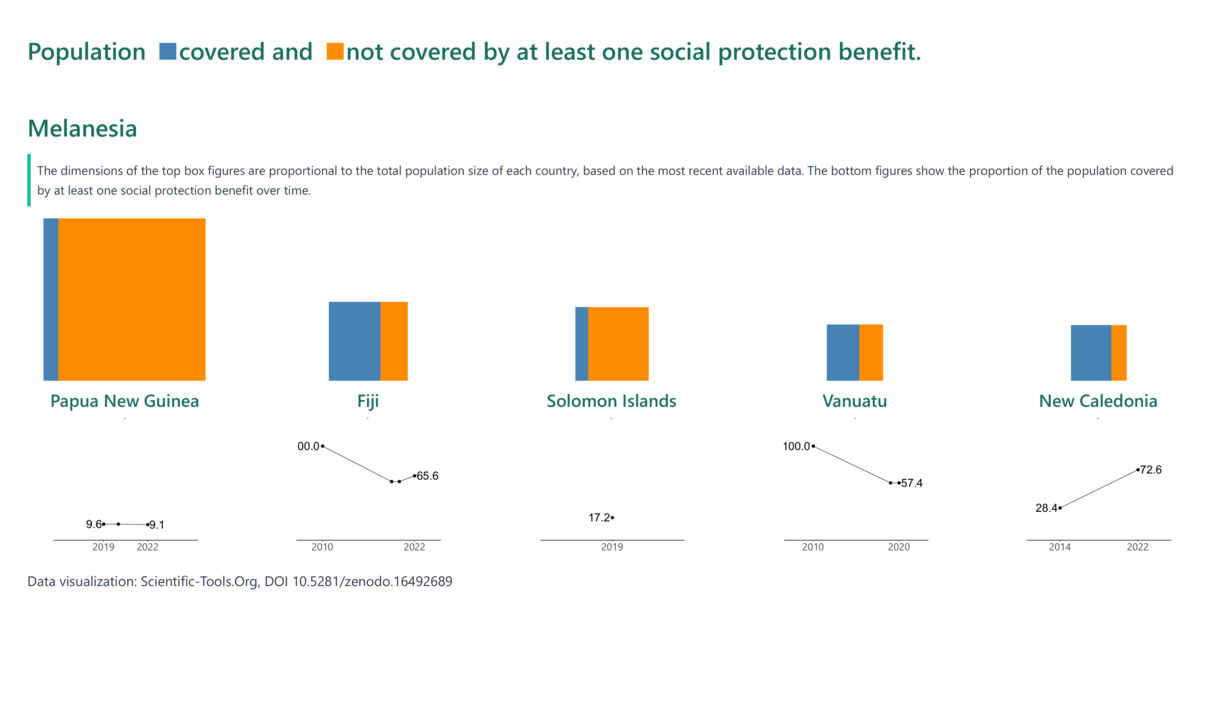 Population covered and not covered by at least one social protection benefit.
Melanesia
The dimensions of the top box figures are proportional to the total population size of each country, based on the most recent available data. The bottom figures show the proportion of the population covered
by at least one social protection benefit over time.
Papua New Guinea Fiji Solomon Islands Vanuatu New Caledonia
9.6 9.1
2019 2022
00.0 65.6
2010 2022
17.2
2019
100.0 57.4
2010 2020
28.4 72.6
2014 2022
Data visualization: Scientific-Tools.Org, DOI 10.5281/zenodo.16492689